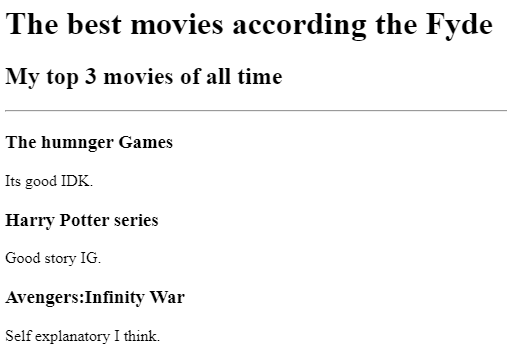 The best movies according the Fyde
My top 3 movies of all time
The humnger Games
Its good IDK.
Harry Potter series
Good story IG.
Avengers:Infinity War
Self explanatory I think.